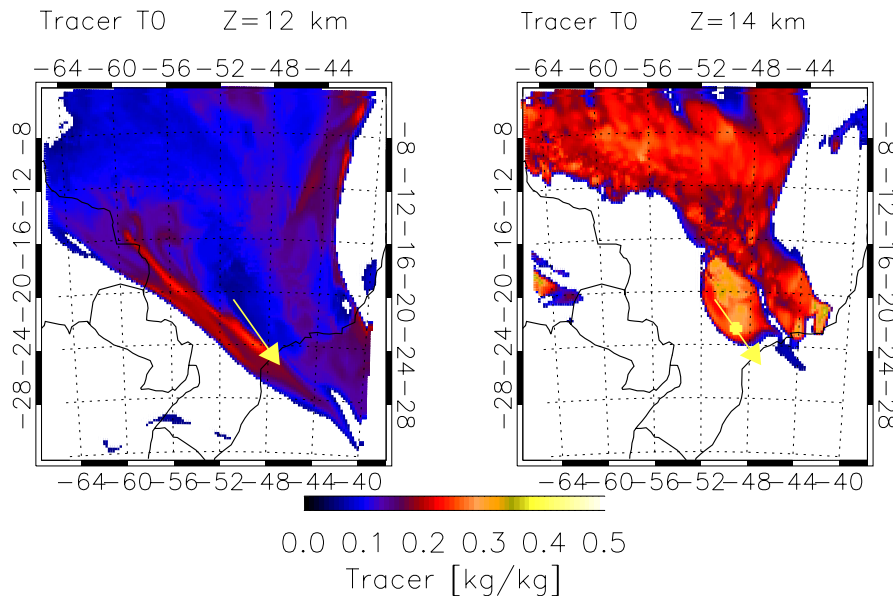 Tracer T0 Z=12 km Tracer T0 Z=14 km
−64−60−56−52−48−44 −64−60−56−52−48−44
−8 −8 −8 −8
−12 −12 −12 −12
−16 −16 −16 −16
−20 −20 −20 −20
−24 −24 −24 −24
−28 −28 −28 −28
−64−60−56−52−48−44−40 −64−60−56−52−48−44−40
0.0 0.1 0.2 0.3 0.4 0.5
Tracer [kg/kg]